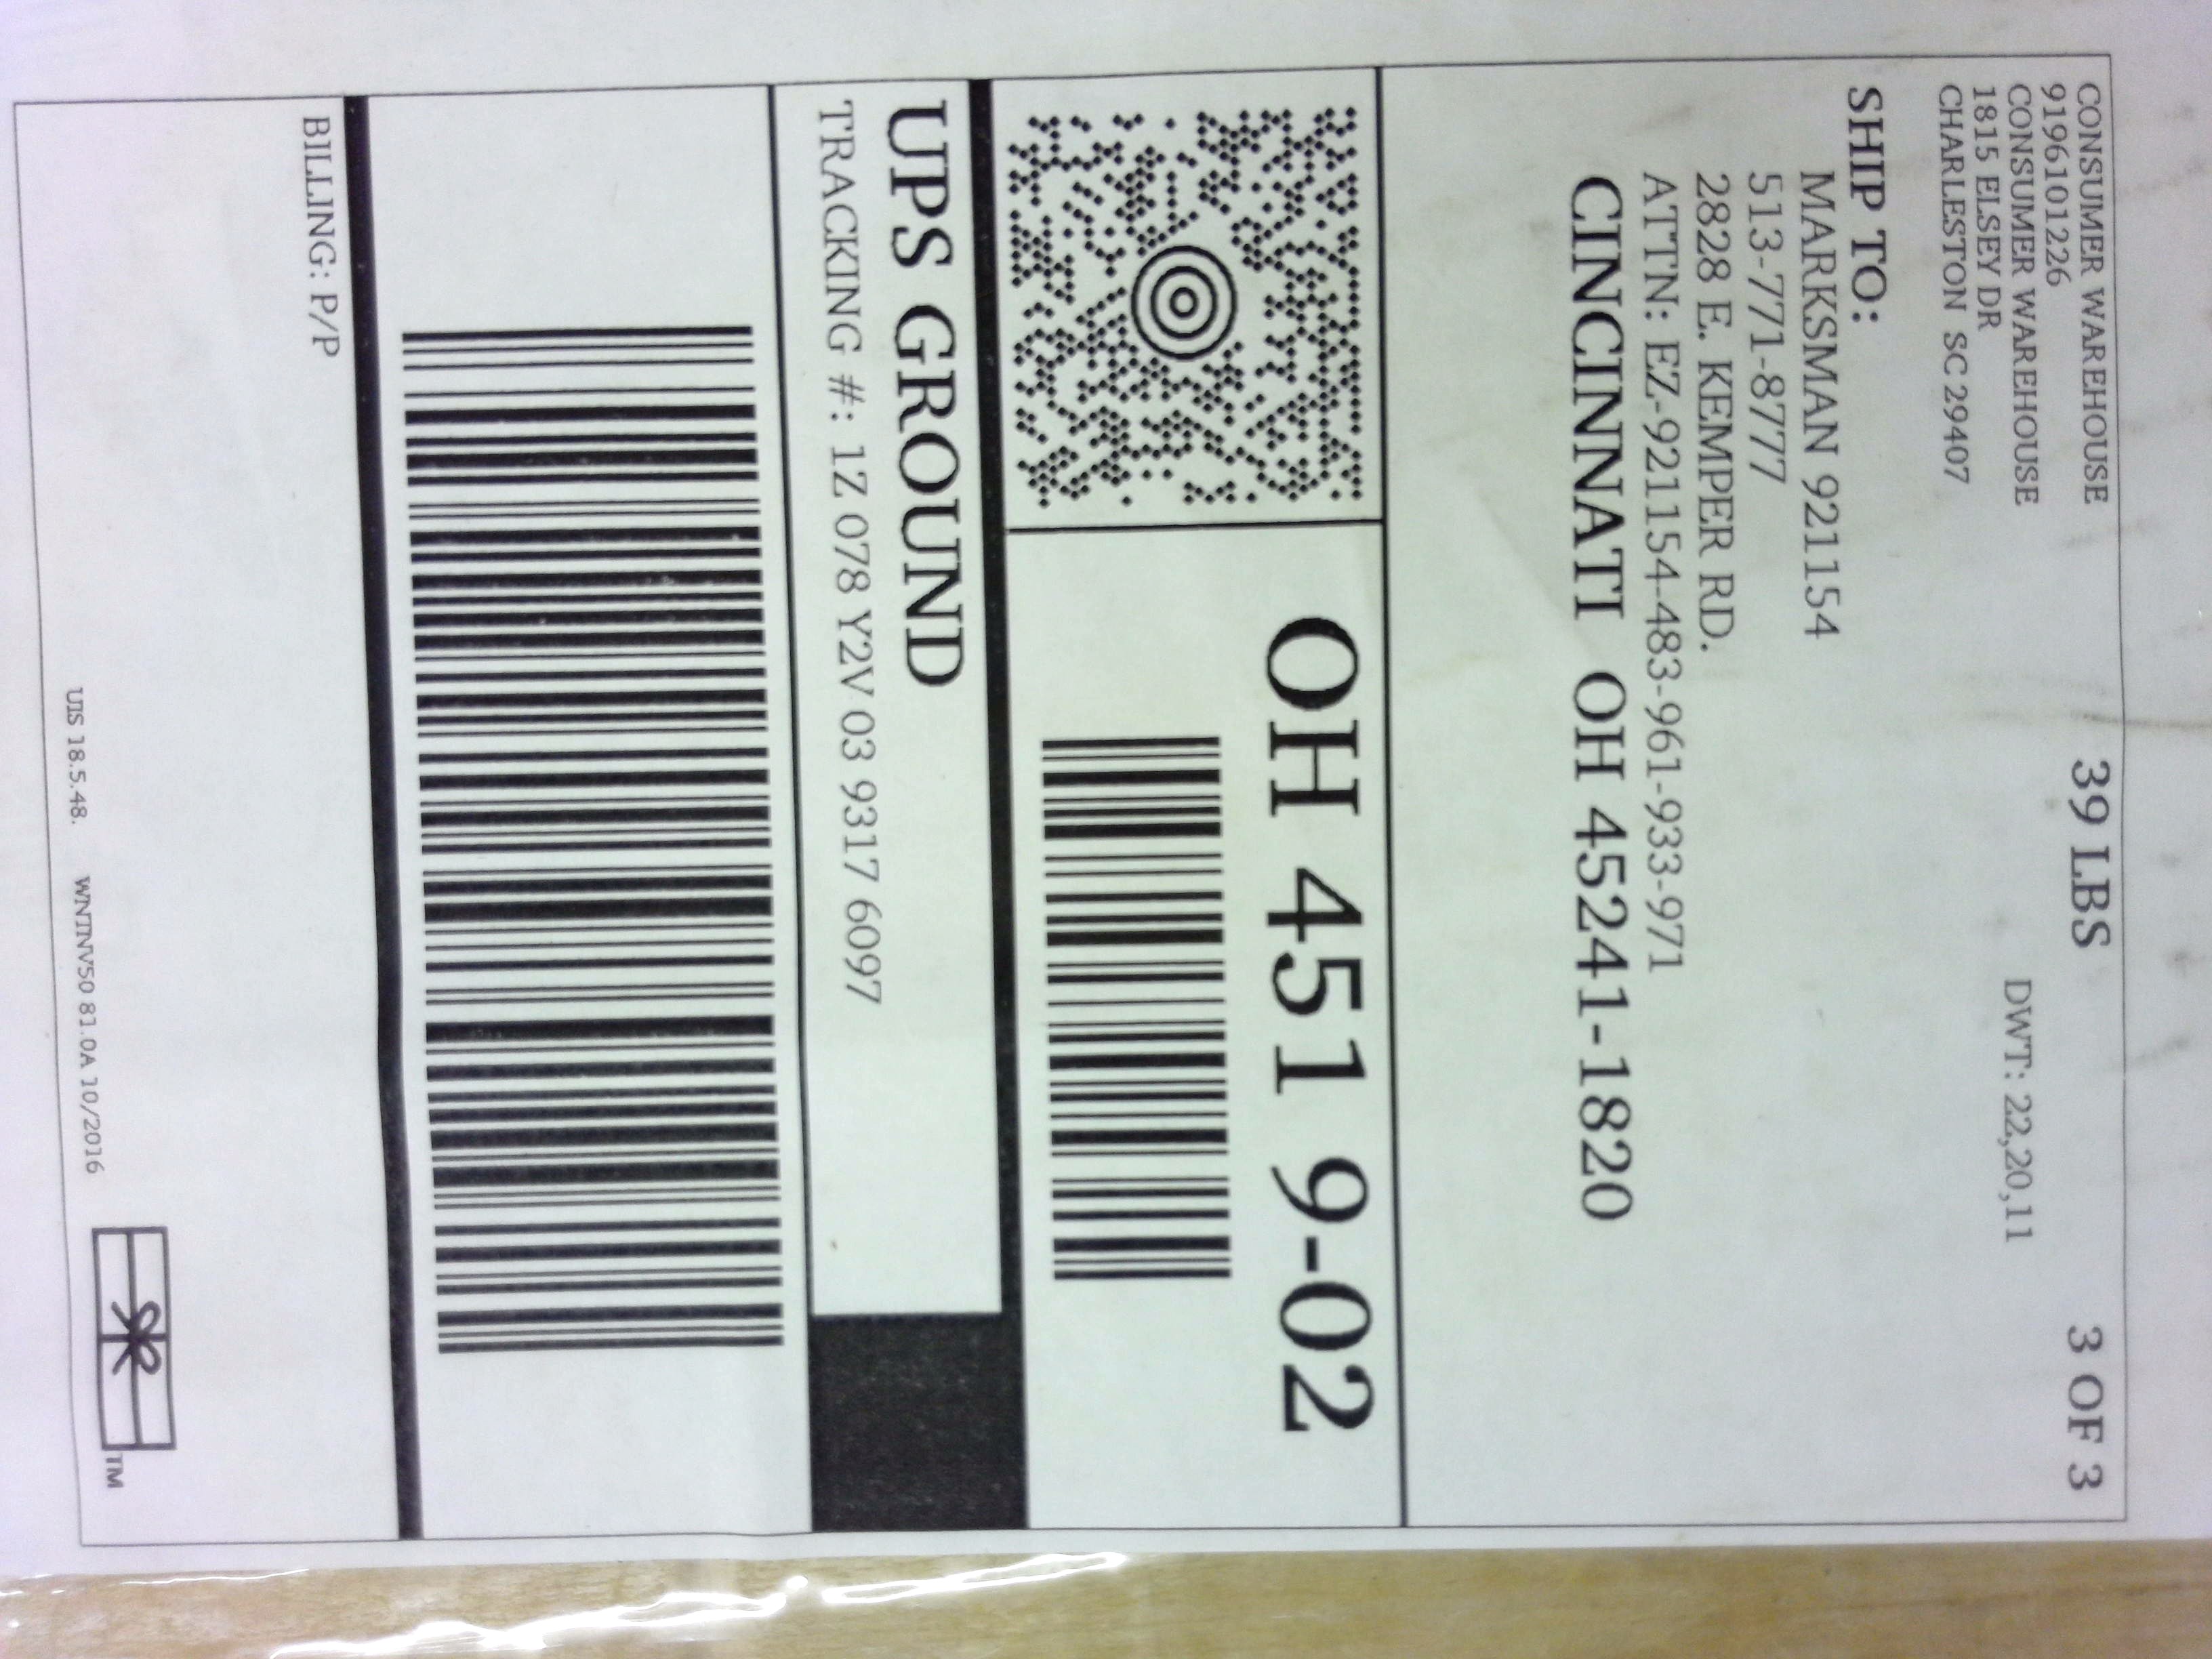 CONSUMER WAREHOUSE
9196101226
CONSUMER WAREHOUSE
1815 ELSEY DR
CHARLESTON SC 29407
39 LBS
3 OF 3
DWT: 22,20,11
SHIP TO:
MARKSMAN 921154
513-771-8777
2828 E. KEMPER RD.
ATTN: EZ-921154-483-961-933-971
CINCINNATI OH 45241-1820
OH 451 9-02
UPS GROUND
TRACKING #: 1Z 078 Y2V 03 9317 6097
BILLING: P/P
UIS 18.5.48. WNTNV50 81.0A 10/2016
TM